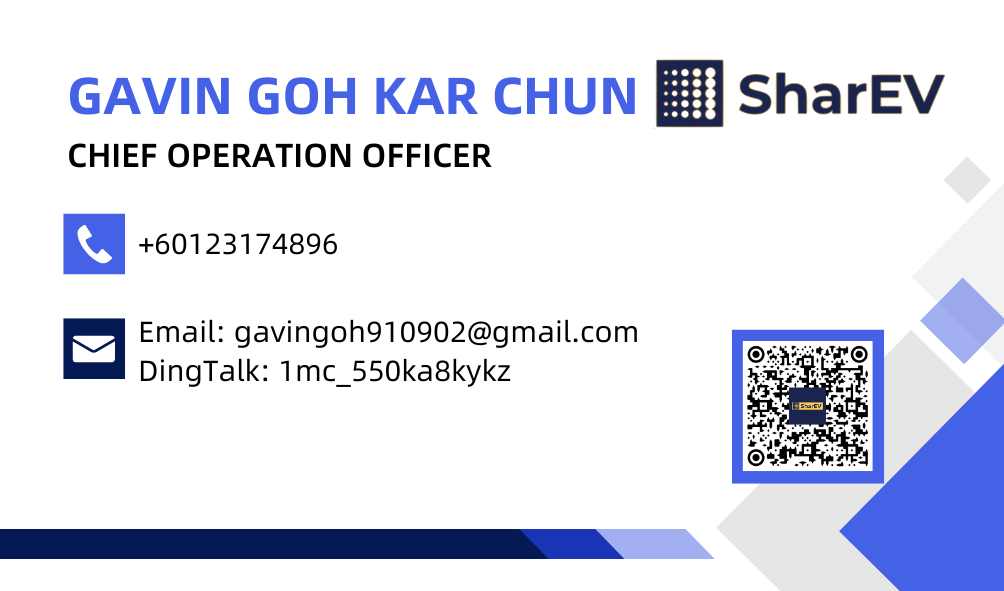 GAVIN GOH KAR CHUN
SharEV
CHIEF OPERATION OFFICER
+60123174896
Email: gavingoh910902@gmail.com
DingTalk: 1mc_550ka8kykz
SharEV